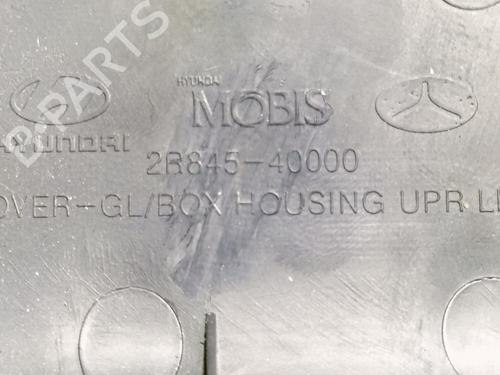 HYUNDAI
MOBIS
HYUNDAI
2R845-40000
OVER-GL/BOX HOUSING UPR
B-PARTS